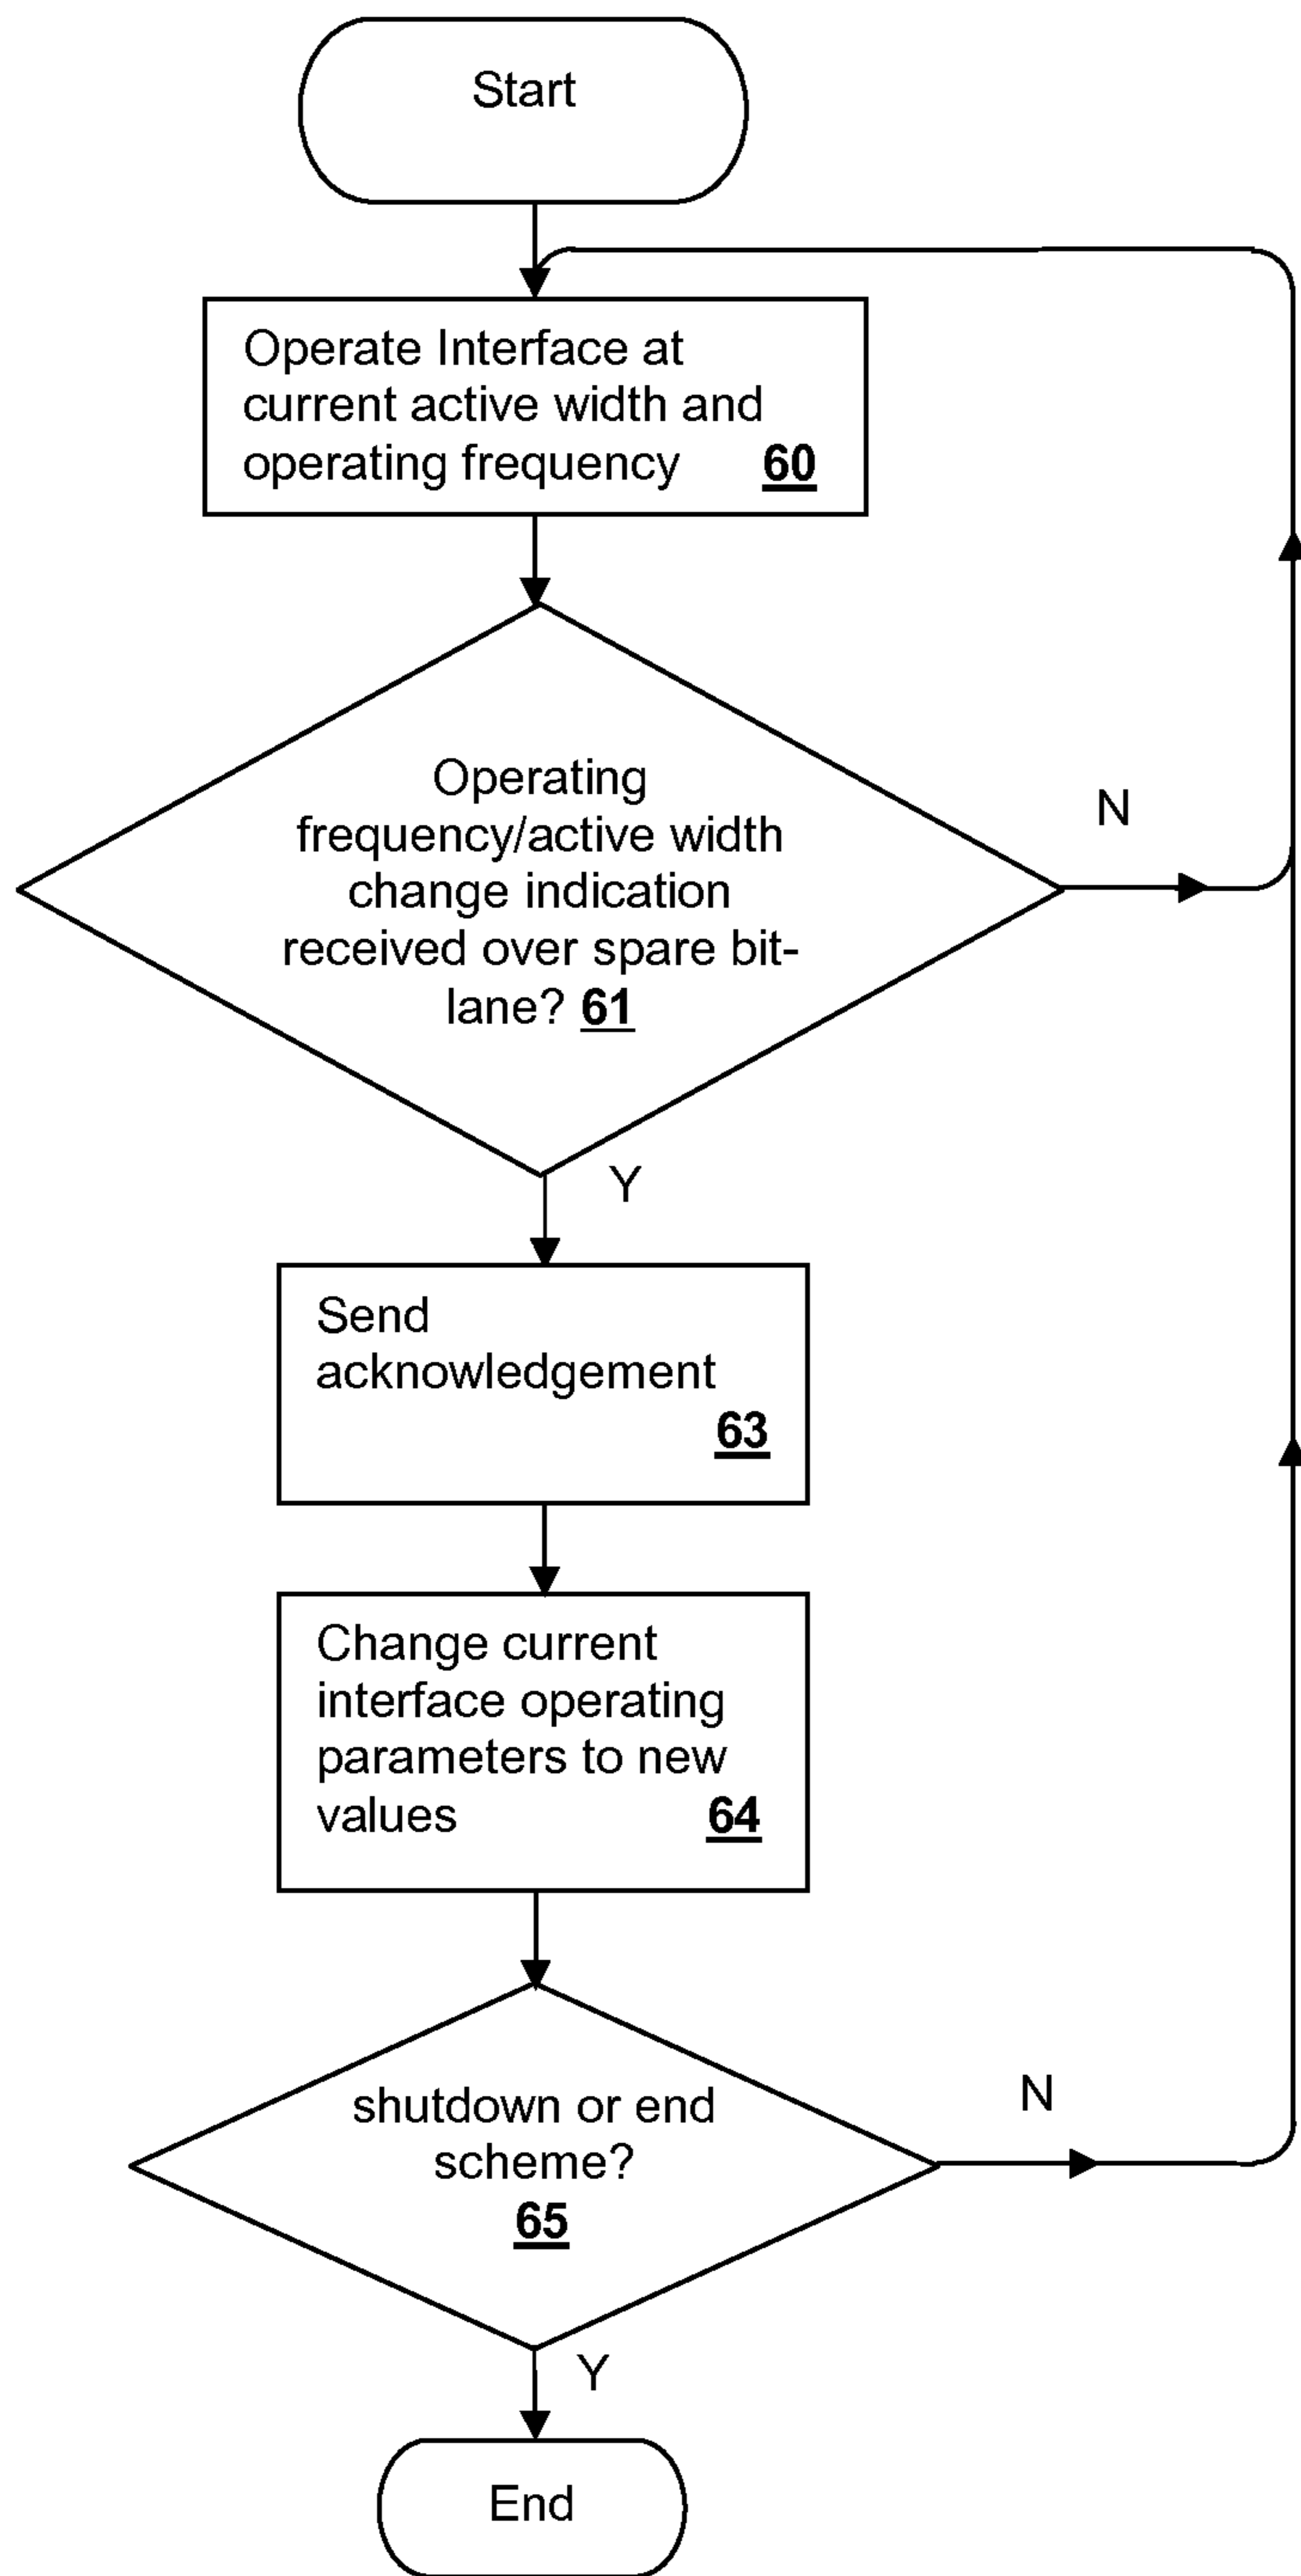 Start
Operate Interface at
current active width and
operating frequency 60
Operating
frequency/active width
change indication
received over spare bit-
lane? 61
N
Y
Send
acknowledgement
63
Change current
interface operating
parameters to new
values 64
shutdown or end
scheme?
65
N
Y
End